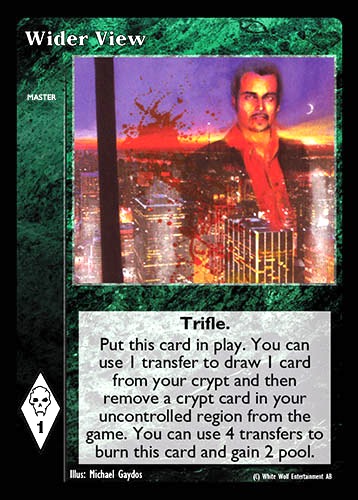 Wider View
MASTER
Trifle.
Put this card in play. You can
use 1 transfer to draw 1 card
from your crypt and then
remove a crypt card in your
uncontrolled region from the
game. You can use 4 transfers to
burn this card and gain 2 pool.
1
Illus: Michael Gaydos
(C) White Wolf Entertainment AB